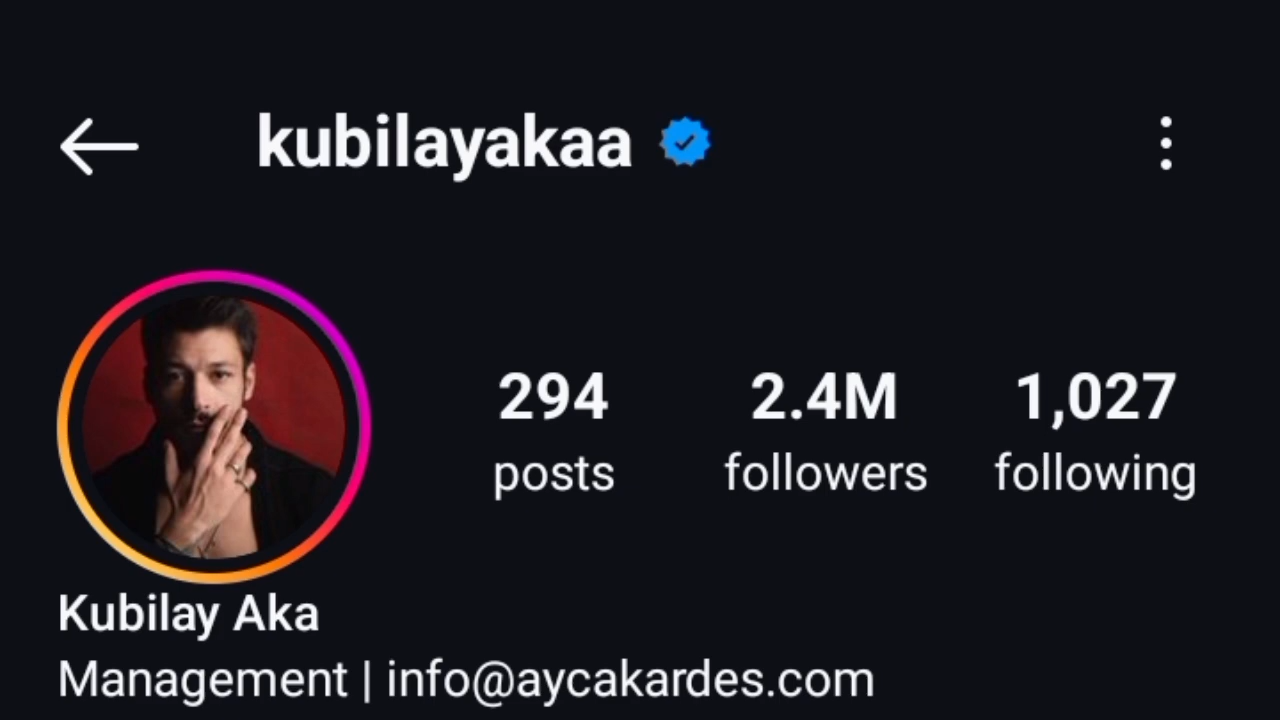 kubilayakaa
294 2.4M 1,027
posts followers following
Kubilay Aka
Management | info@aycakardes.com